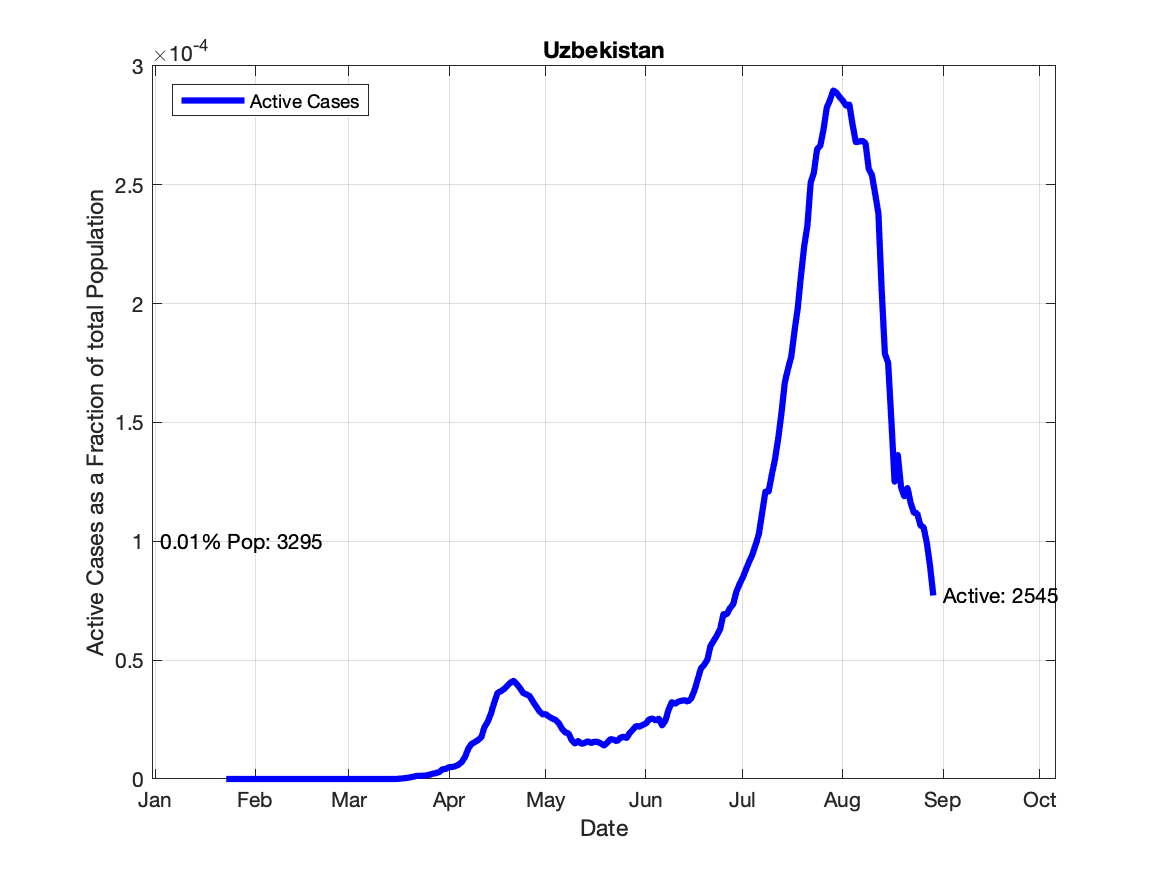 Uzbekistan
×10^-4
Active Cases
3
2.5
2
1.5
1
0.5
0
0.01% Pop: 3295
Active: 2545
Active Cases as a Fraction of total Population
Jan Feb Mar Apr May Jun Jul Aug Sep Oct
Date